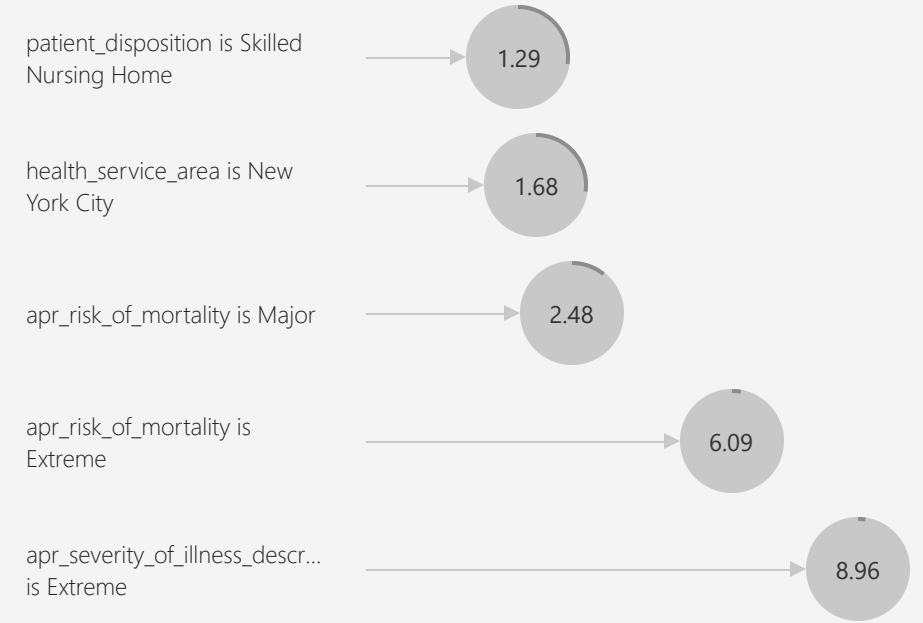 patient_disposition is Skilled
Nursing Home
1.29
health_service_area is New
York City
1.68
apr_risk_of_mortality is Major
2.48
apr_risk_of_mortality is
Extreme
6.09
apr_severity_of_illness_descr...
is Extreme
8.96